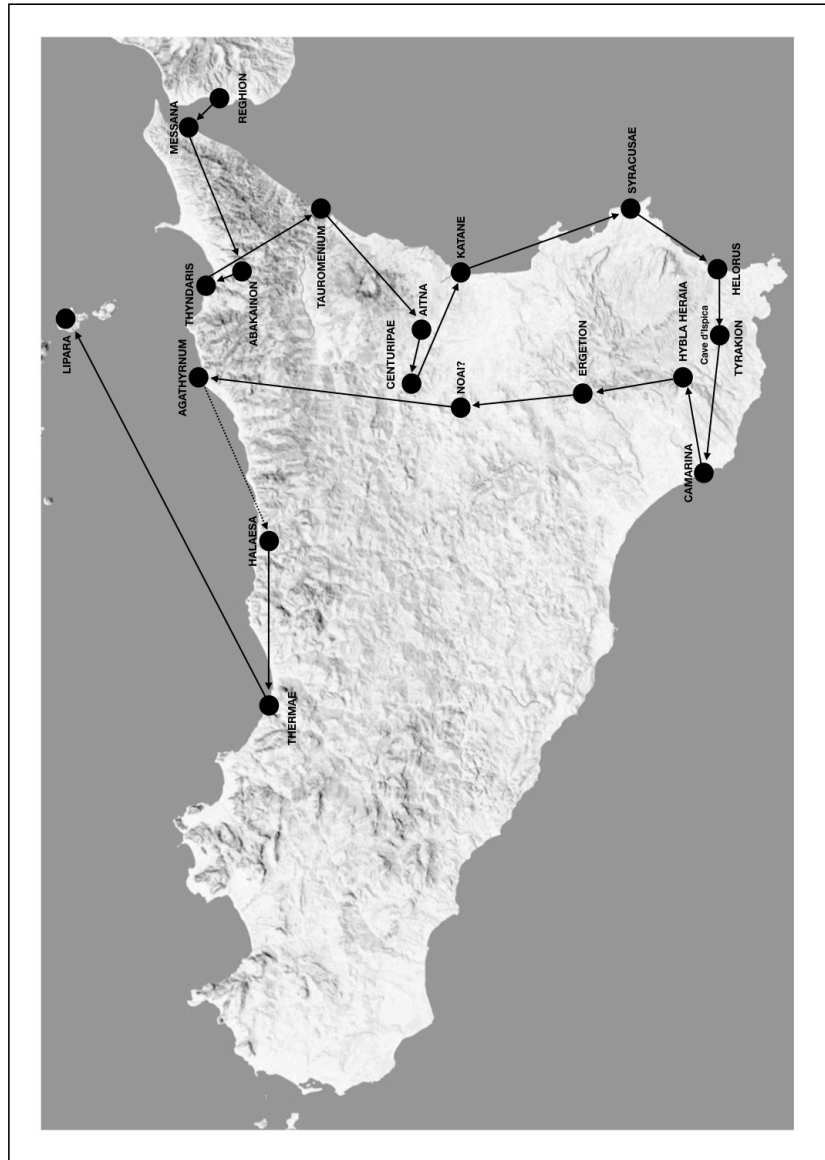 REGHION
MESSANA
ABAKAINON
THYNDARIS
TAUROMENIUM
AITNA
CENTURIPAE
KATANE
SYRACUSAE
HELORUS
TYRAKION
Cave d'Ispica
CAMARINA
HYBLA HERAIA
ERGETION
NOAI?
AGATHYRNUM
HALAESA
THERMAE
LIPARA